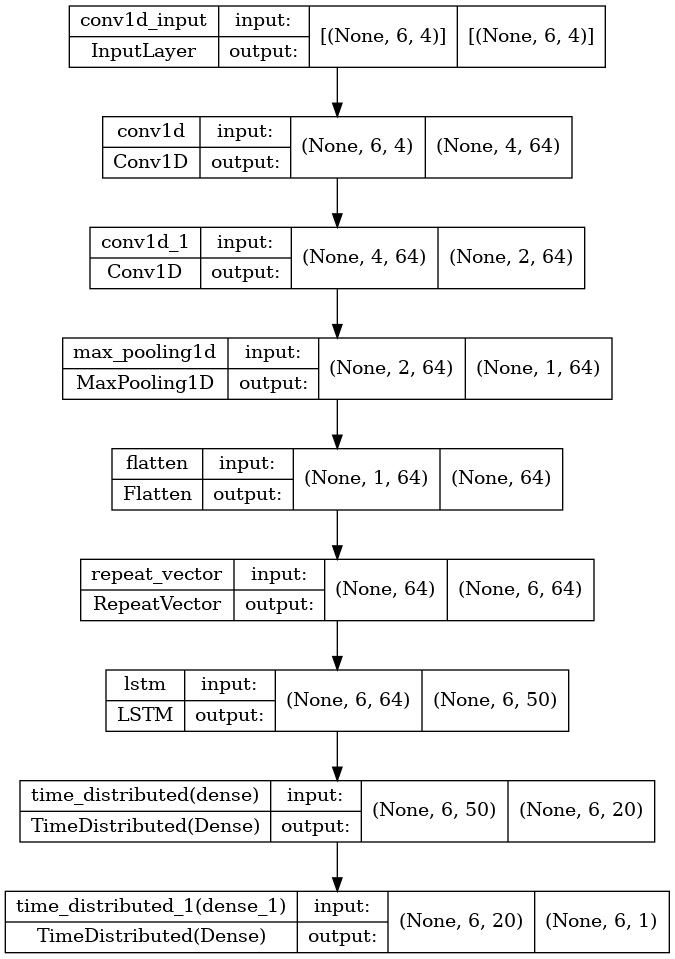 conv1d_input input: [(None, 6, 4)] [(None, 6, 4)]
InputLayer output:
conv1d input: (None, 6, 4) (None, 4, 64)
Conv1D output:
conv1d_1 input: (None, 4, 64) (None, 2, 64)
Conv1D output:
max_pooling1d input: (None, 2, 64) (None, 1, 64)
MaxPooling1D output:
flatten input: (None, 1, 64) (None, 64)
Flatten output:
repeat_vector input: (None, 64) (None, 6, 64)
RepeatVector output:
lstm input: (None, 6, 64) (None, 6, 50)
LSTM output:
time_distributed(dense) input: (None, 6, 50) (None, 6, 20)
TimeDistributed(Dense) output:
time_distributed_1(dense_1) input: (None, 6, 20) (None, 6, 1)
TimeDistributed(Dense) output: